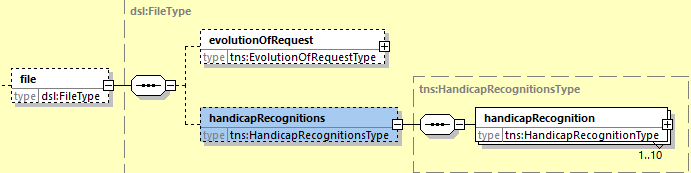 dsl:FileType
evolutionOfRequest
type tns:EvolutionOfRequestType
file
type dsl:FileType
tns:HandicapRecognitionsType
handicapRecognitions
type tns:HandicapRecognitionsType
handicapRecognition
type tns:HandicapRecognitionType
1..10